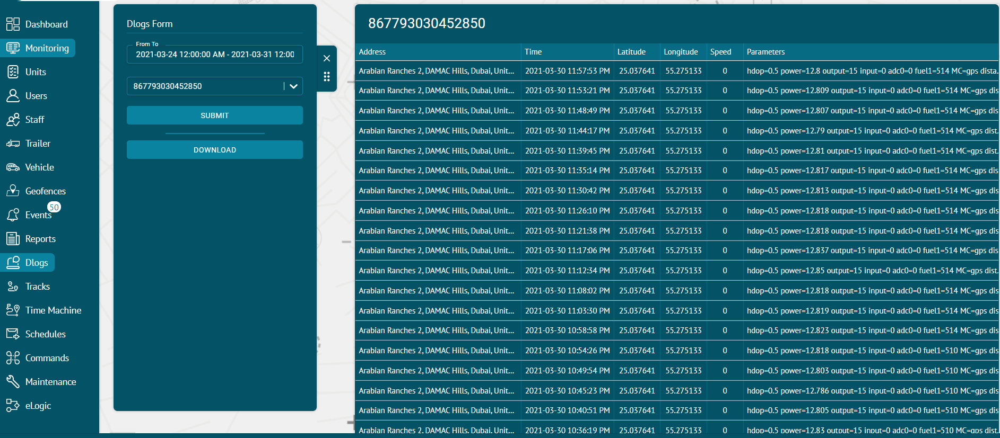 Dashboard
Monitoring
Units
Users
Staff
Trailer
Vehicle
Geofences
50
Events
Reports
Dlogs
Tracks
Time Machine
Schedules
Commands
Maintenance
eLogic
Dlogs Form
From To
2021-03-24 12:00:00 AM - 2021-03-31 12:00
867793030452850
SUBMIT
DOWNLOAD
867793030452850
Address Time Latitude Longitude Speed Parameters
Arabian Ranches 2, DAMAC Hills, Dubai, Unit... 2021-03-30 11:57:53 PM 25.037641 55.275133 0 hdop=0.5 power=12.8 output=15 input=0 adc0=0 fuel1=514 MC=gps dista.
Arabian Ranches 2, DAMAC Hills, Dubai, Unit... 2021-03-30 11:53:21 PM 25.037641 55.275133 0 hdop=0.5 power=12.809 output=15 input=0 adc0=0 fuel1=514 MC=gps dis
Arabian Ranches 2, DAMAC Hills, Dubai, Unit... 2021-03-30 11:48:49 PM 25.037641 55.275133 0 hdop=0.5 power=12.807 output=15 input=0 adc0=0 fuel1=514 MC=gps dis
Arabian Ranches 2, DAMAC Hills, Dubai, Unit... 2021-03-30 11:44:17 PM 25.037641 55.275133 0 hdop=0.5 power=12.79 output=15 input=0 adc0=0 fuel1=514 MC=gps dist.
Arabian Ranches 2, DAMAC Hills, Dubai, Unit... 2021-03-30 11:39:45 PM 25.037641 55.275133 0 hdop=0.5 power=12.81 output=15 input=0 adc0=0 fuel1=514 MC=gps dist.
Arabian Ranches 2, DAMAC Hills, Dubai, Unit... 2021-03-30 11:35:14 PM 25.037641 55.275133 0 hdop=0.5 power=12.817 output=15 input=0 adc0=0 fuel1=514 MC=gps dis
Arabian Ranches 2, DAMAC Hills, Dubai, Unit... 2021-03-30 11:30:42 PM 25.037641 55.275133 0 hdop=0.5 power=12.813 output=15 input=0 adc0=0 fuel1=514 MC=gps dis
Arabian Ranches 2, DAMAC Hills, Dubai, Unit... 2021-03-30 11:26:10 PM 25.037641 55.275133 0 hdop=0.5 power=12.818 output=15 input=0 adc0=0 fuel1=514 MC=gps dis
Arabian Ranches 2, DAMAC Hills, Dubai, Unit... 2021-03-30 11:21:38 PM 25.037641 55.275133 0 hdop=0.5 power=12.818 output=15 input=0 adc0=0 fuel1=514 MC=gps dis
Arabian Ranches 2, DAMAC Hills, Dubai, Unit... 2021-03-30 11:17:06 PM 25.037641 55.275133 0 hdop=0.5 power=12.837 output=15 input=0 adc0=0 fuel1=514 MC=gps dis
Arabian Ranches 2, DAMAC Hills, Dubai, Unit... 2021-03-30 11:12:34 PM 25.037641 55.275133 0 hdop=0.5 power=12.85 output=15 input=0 adc0=0 fuel1=514 MC=gps dist.
Arabian Ranches 2, DAMAC Hills, Dubai, Unit... 2021-03-30 11:08:02 PM 25.037641 55.275133 0 hdop=0.5 power=12.818 output=15 input=0 adc0=0 fuel1=514 MC=gps dis
Arabian Ranches 2, DAMAC Hills, Dubai, Unit... 2021-03-30 11:03:30 PM 25.037641 55.275133 0 hdop=0.5 power=12.819 output=15 input=0 adc0=0 fuel1=514 MC=gps dis
Arabian Ranches 2, DAMAC Hills, Dubai, Unit... 2021-03-30 10:58:58 PM 25.037641 55.275133 0 hdop=0.5 power=12.823 output=15 input=0 adc0=0 fuel1=514 MC=gps dis
Arabian Ranches 2, DAMAC Hills, Dubai, Unit... 2021-03-30 10:54:26 PM 25.037641 55.275133 0 hdop=0.5 power=12.818 output=15 input=0 adc0=0 fuel1=510 MC=gps dis
Arabian Ranches 2, DAMAC Hills, Dubai, Unit... 2021-03-30 10:49:54 PM 25.037641 55.275133 0 hdop=0.5 power=12.803 output=15 input=0 adc0=0 fuel1=510 MC=gps dis
Arabian Ranches 2, DAMAC Hills, Dubai, Unit... 2021-03-30 10:45:23 PM 25.037641 55.275133 0 hdop=0.5 power=12.786 output=15 input=0 adc0=0 fuel1=510 MC=gps dis
Arabian Ranches 2, DAMAC Hills, Dubai, Unit... 2021-03-30 10:40:51 PM 25.037641 55.275133 0 hdop=0.5 power=12.805 output=15 input=0 adc0=0 fuel1=510 MC=gps dis
Arabian Ranches 2, DAMAC Hills, Dubai, Unit... 2021-03-30 10:36:19 PM 25.037641 55.275133 0 hdop=0.5 power=12.83 output=15 input=0 adc0=0 fuel1=510 MC=gps dist.